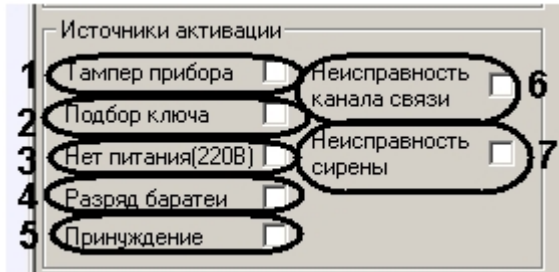 Источники активации
1 Тампер прибора
2 Подбор ключа
3 Нет питания(220В)
4 Разряд баратеи
5 Принуждение
Неисправность
канала связи 6
Неисправность
сирены 7